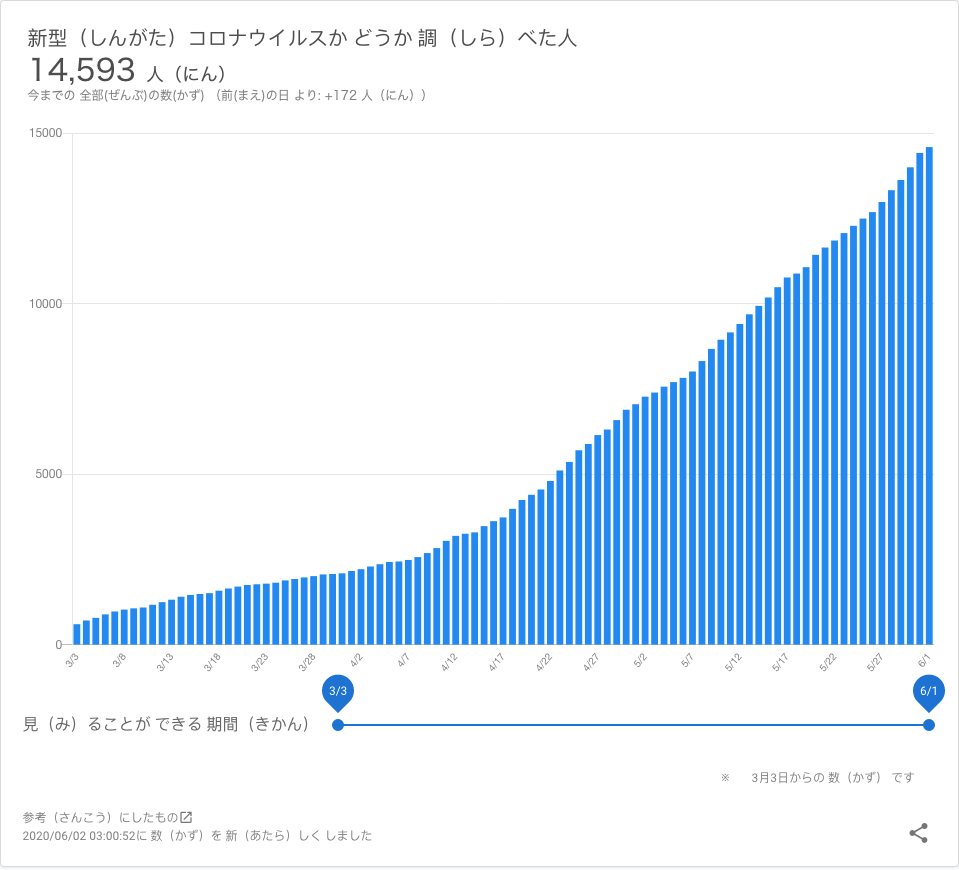 新型（しんがた）コロナウイルスか どうか 調（しら）べた人
14,593 人（にん）
今までの 全部(ぜんぶ)の数(かず) （前(まえ)の日 より: +172 人（にん））
15000
10000
5000
0
3/3 3/8 3/13 3/18 3/23 3/28 4/2 4/7 4/12 4/17 4/22 4/27 5/2 5/7 5/12 5/17 5/22 5/27 6/1
3/3 6/1
見（み）ることが できる 期間（きかん）
※ 3月3日からの 数（かず） です
参考（さんこう）にしたもの
2020/06/02 03:00:52に 数（かず）を 新（あたら）しく しました